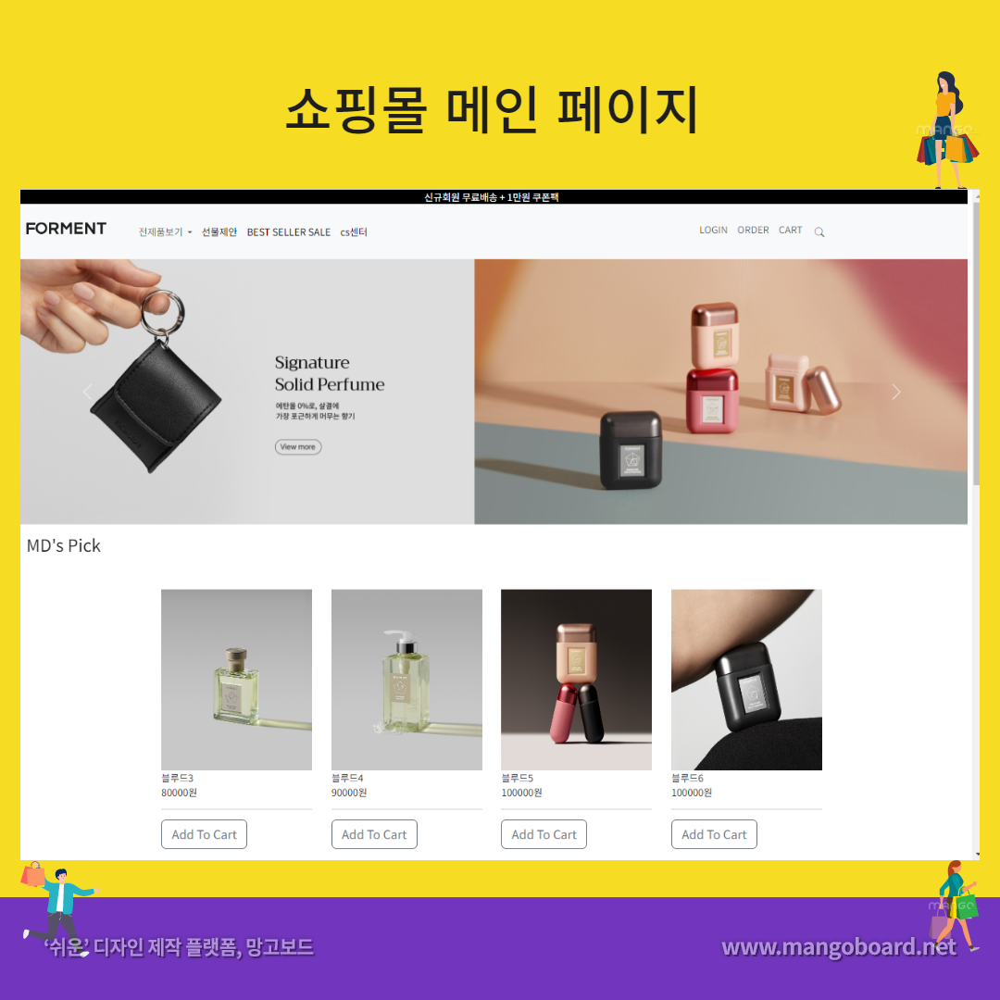 쇼핑몰 메인 페이지
mango
신규회원 무료배송 + 1만원 쿠폰팩
FORMENT 전제품보기 선물제안 BEST SELLER SALE cs센터 LOGIN ORDER CART
Signature
Solid Perfume
에탄올 0%로, 살결에
가장 포근하게 머무는 향기
View more
MD's Pick
블루드3 블루드4 블루드5 블루드6
80000원 90000원 100000원 100000원
Add To Cart Add To Cart Add To Cart Add To Cart
mango
‘쉬운’ 디자인 제작 플랫폼, 망고보드 www.mangoboard.net